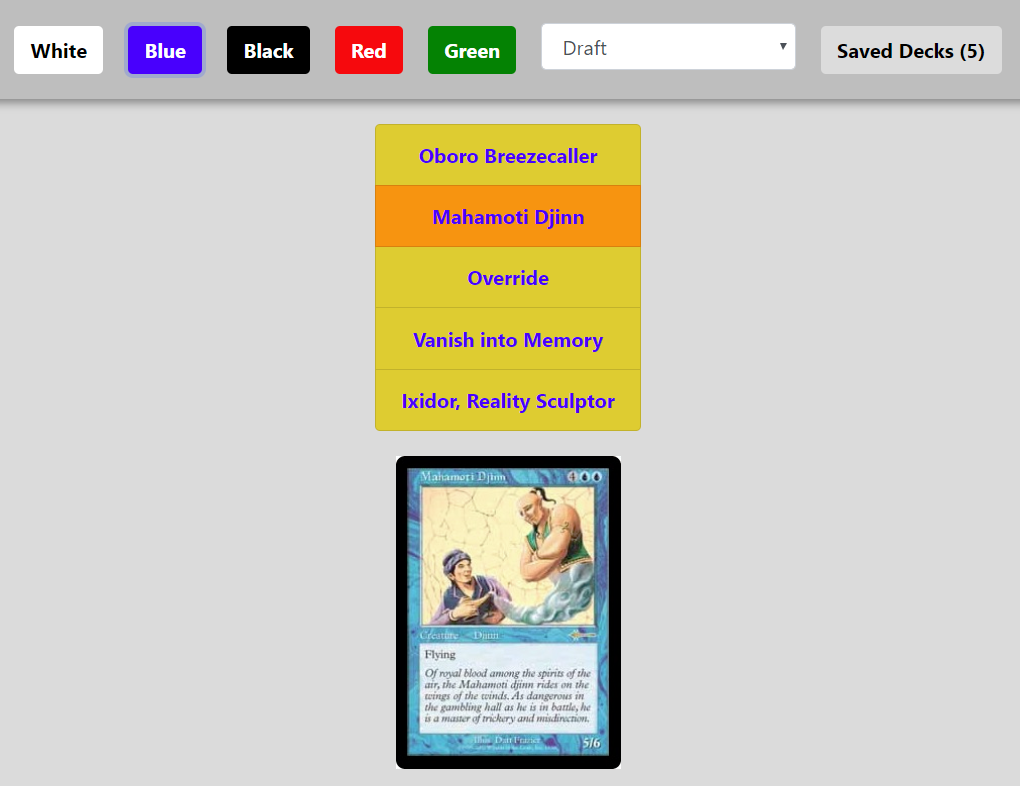 White Blue Black Red Green Draft Saved Decks (5)
Oboro Breezecaller
Mahamoti Djinn
Override
Vanish into Memory
Ixidor, Reality Sculptor
Mahamoti Djinn 4
Creature Djinn
Flying
Of royal blood among the spirits of the
air, the Mahamoti djinn rides on the
wings of the winds. As dangerous in
the gambling hall as he is in battle, he
is a master of trickery and misdirection.
Illus. Dan Frazier
5/6